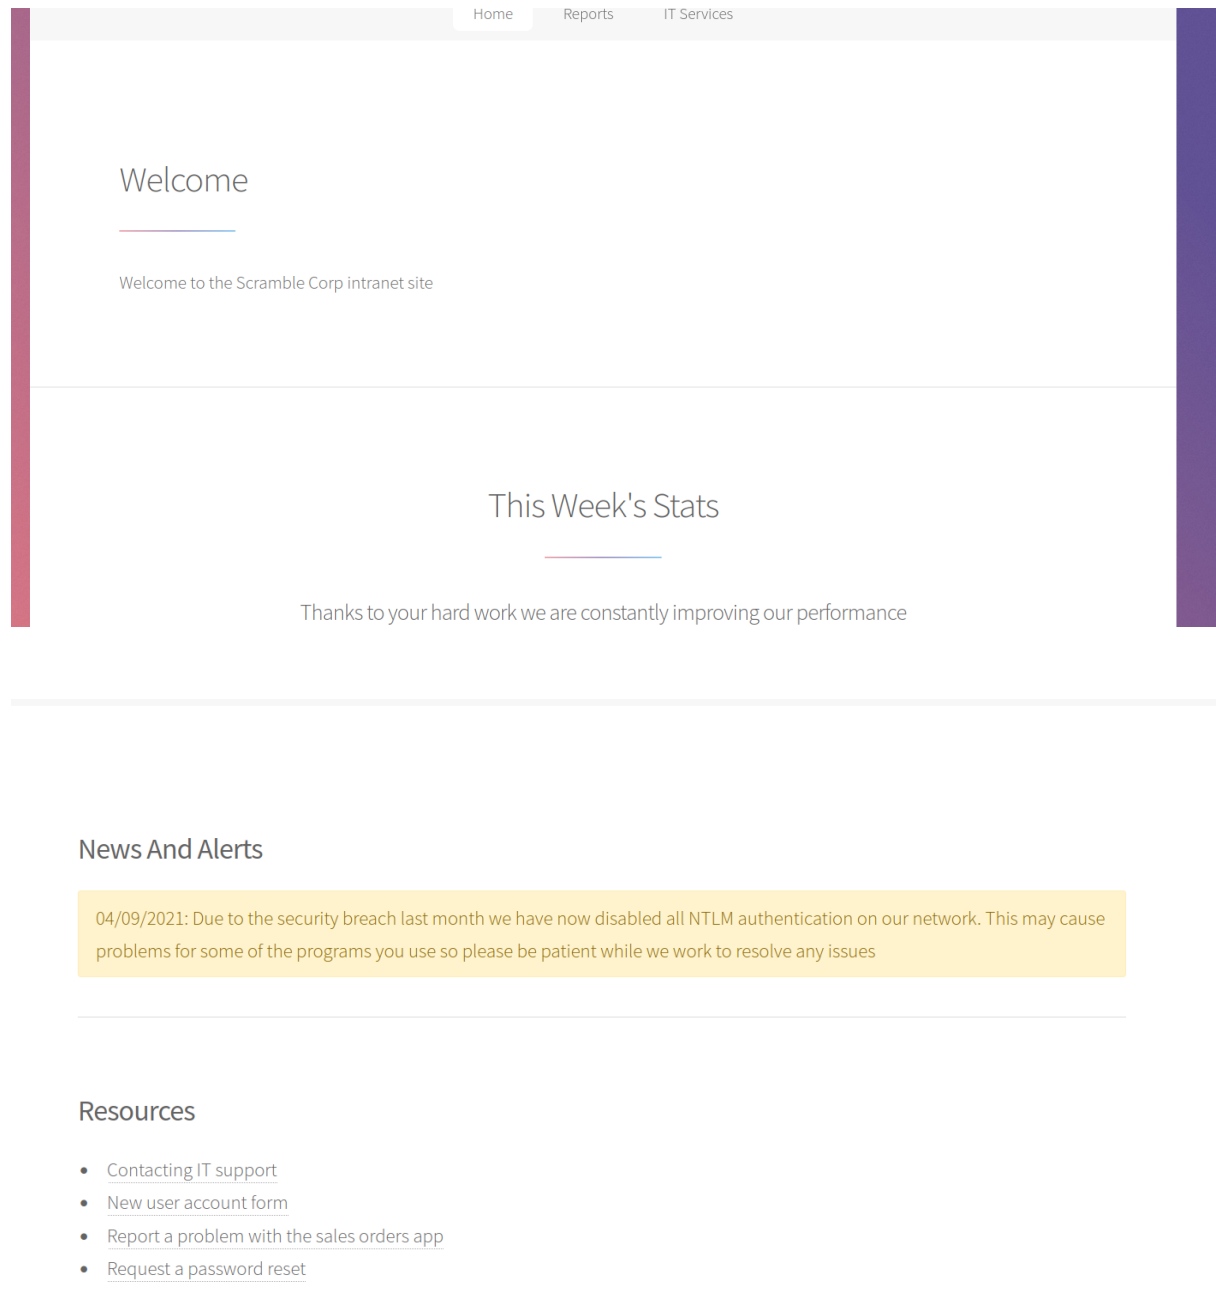 Home Reports IT Services
Welcome
Welcome to the Scramble Corp intranet site
This Week's Stats
Thanks to your hard work we are constantly improving our performance
News And Alerts
04/09/2021: Due to the security breach last month we have now disabled all NTLM authentication on our network. This may cause
problems for some of the programs you use so please be patient while we work to resolve any issues
Resources
Contacting IT support
New user account form
Report a problem with the sales orders app
Request a password reset